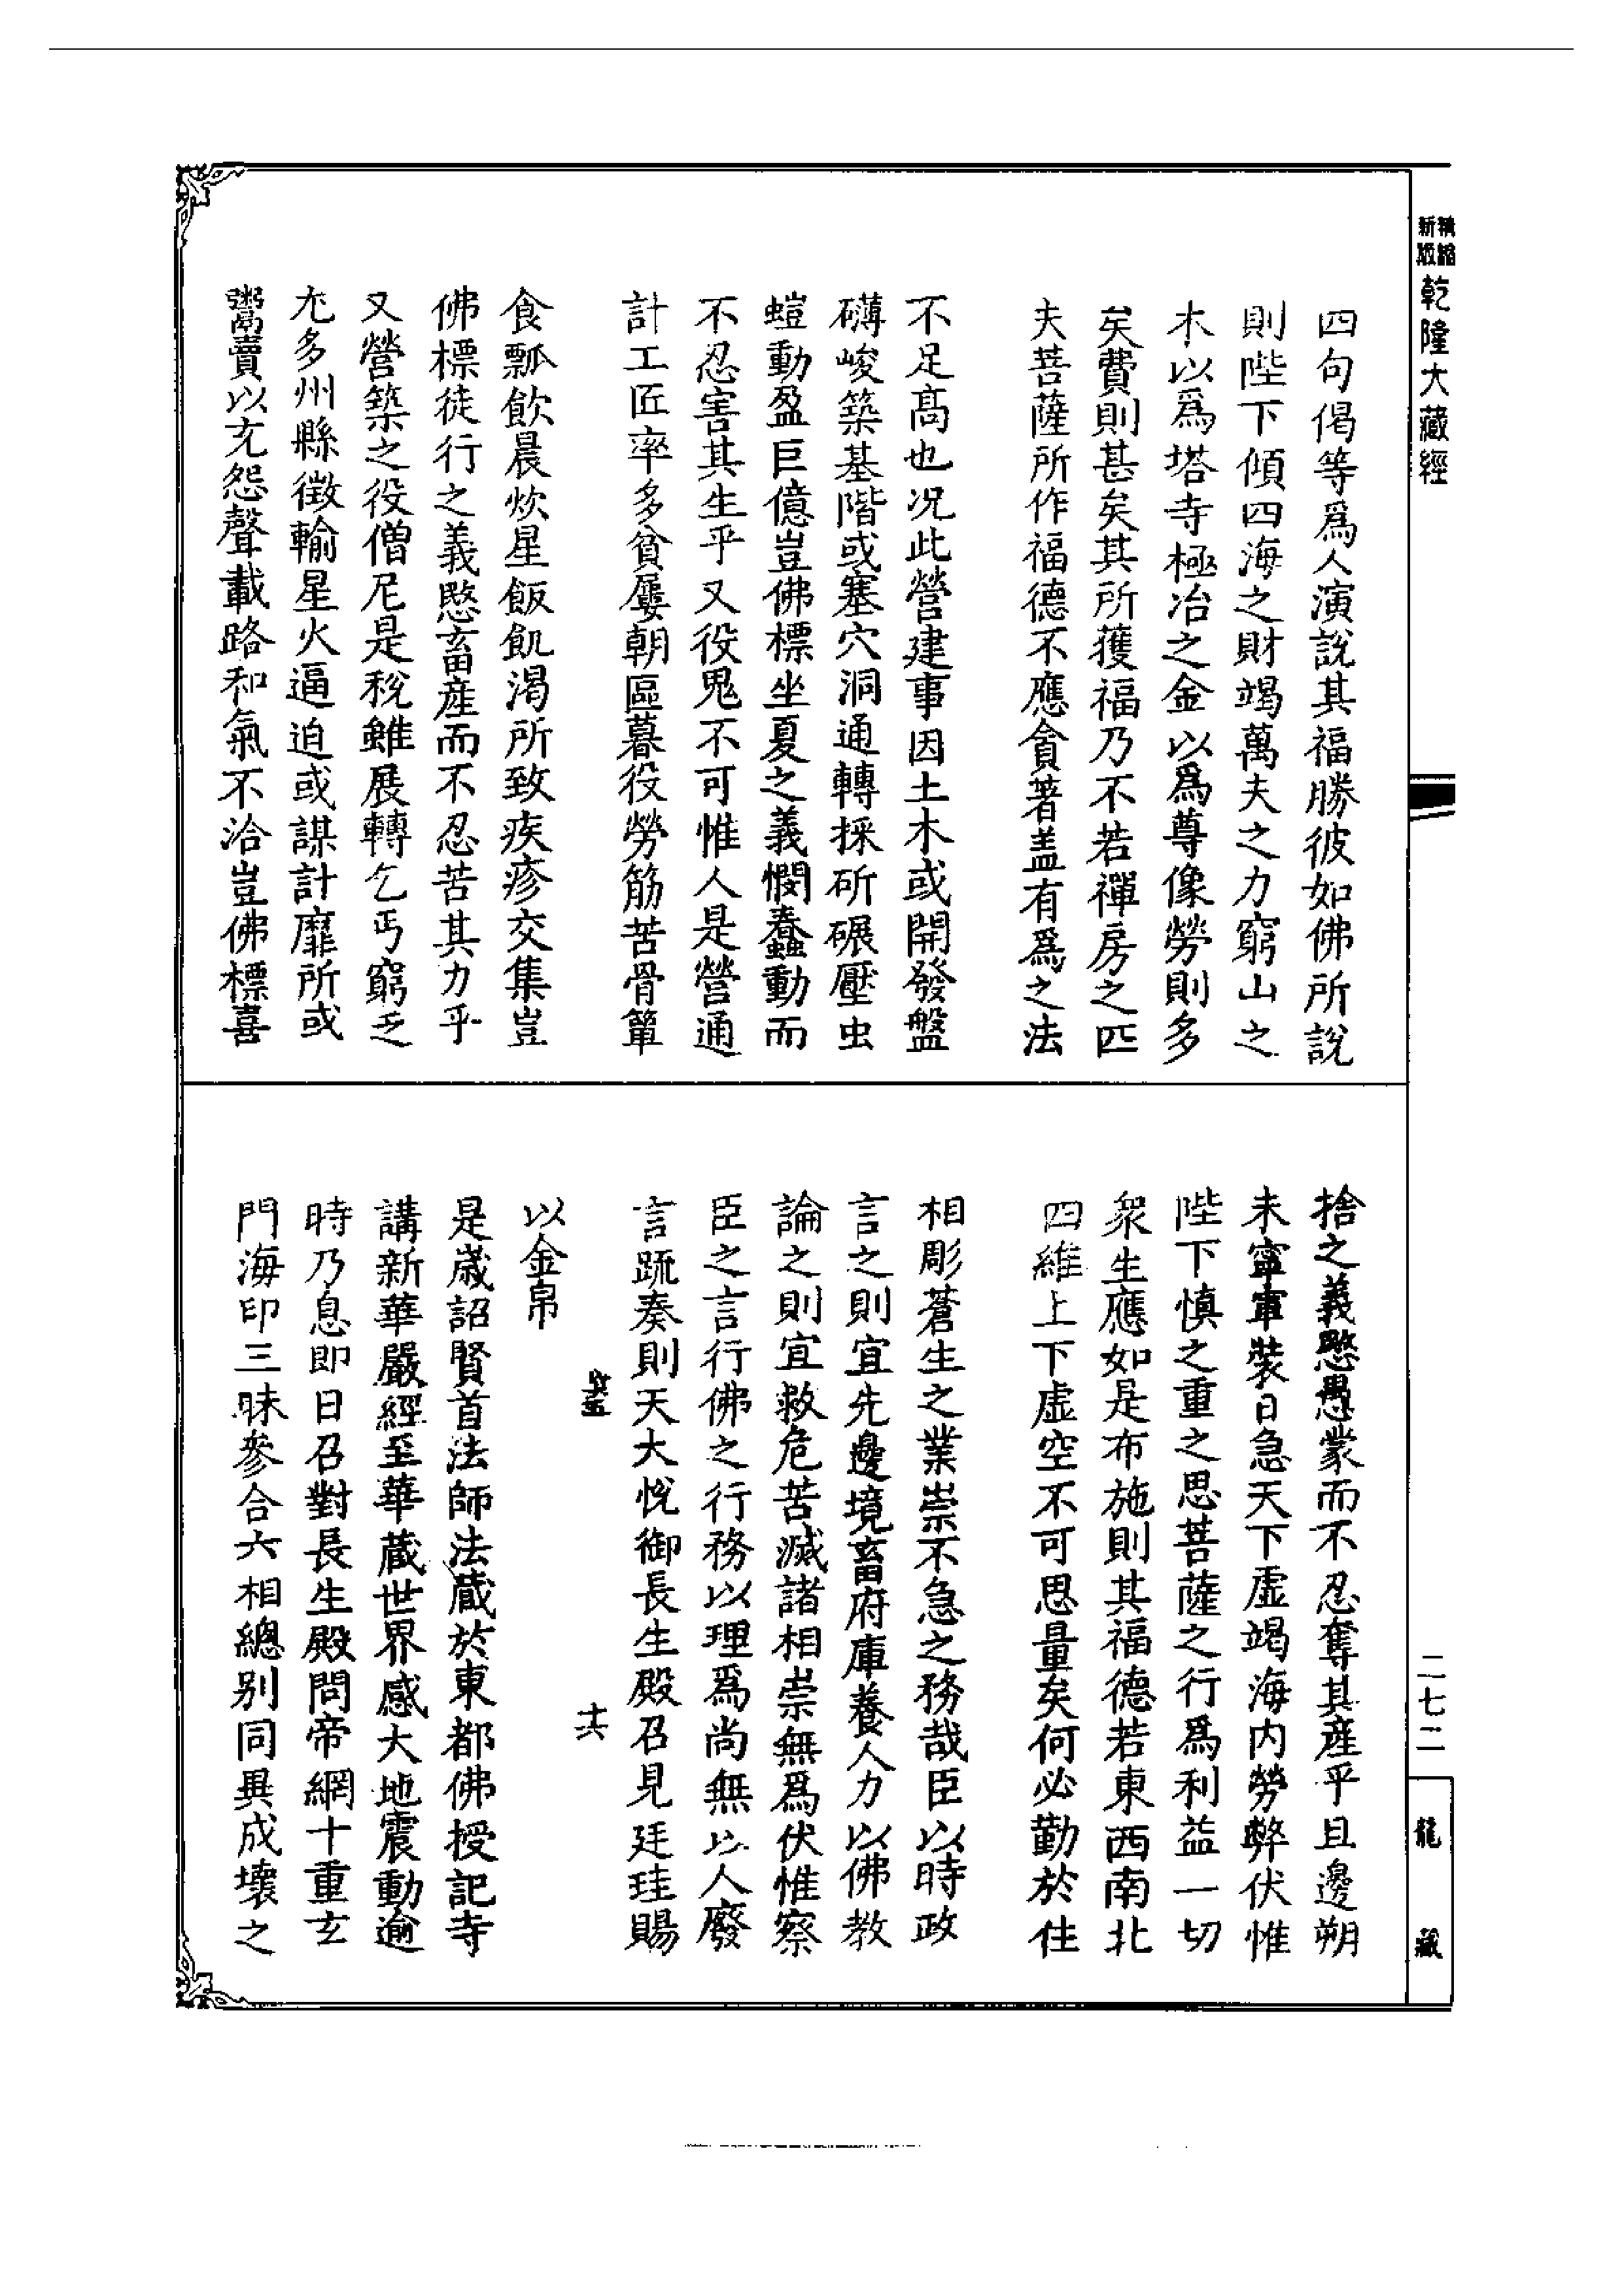 精縮新版乾隆大藏經
四句偈等爲人演說其福勝彼如佛所說
則陛下傾四海之財竭萬夫之力窮山之
木以爲塔寺極冶之金以爲尊像勞則多
矣費則甚矣其所獲福乃不若禪房之匹
夫菩薩所作福德不應貪著盖有爲之法
不足髙也况此營建事因土木或開發盤
礴峻築基階或塞穴洞通轉採斫碾壓虫
螘動盈巨億豈佛標坐夏之義憫蠢動而
不忍害其生乎又役鬼不可惟人是營通
計工匠率多貧屢朝區暮役勞筋苦骨簞
食瓢飲晨炊星飯飢渴所致疾疹交集豈
佛標徒行之義愍畜産而不忍苦其力乎
又營築之役僧尼是稅雖展轉乞丐窮乏
尤多州縣徵輸星火逼迫或謀計靡所或
鬻賣以充怨聲載路和氣不洽豈佛標喜
捨之義愍愚蒙而不忍奪其産乎且邊朔
未寧軍裝日急天下虛竭海内勞弊伏惟
陛下慎之重之思菩薩之行爲利益一切
衆生應如是布施則其福德若東西南北
四維上下虛空不可思量矣何必勤於住
相彫蒼生之業崇不急之務哉臣以時政
言之則宜先邊境畜府庫養人力以佛教
論之則宜救危苦滅諸相崇無爲伏惟察
臣之言行佛之行務以理爲尚無以人廢
言疏奏則天大悅御長生殿召見廷珪賜
十六
以金帛
是歲詔賢首法師法藏於東都佛授記寺
講新華嚴經至華藏世界感大地震動逾
時乃息即日召對長生殿問帝網十重玄
門海印三昧參合六相總别同異成壞之
二七二
龍藏